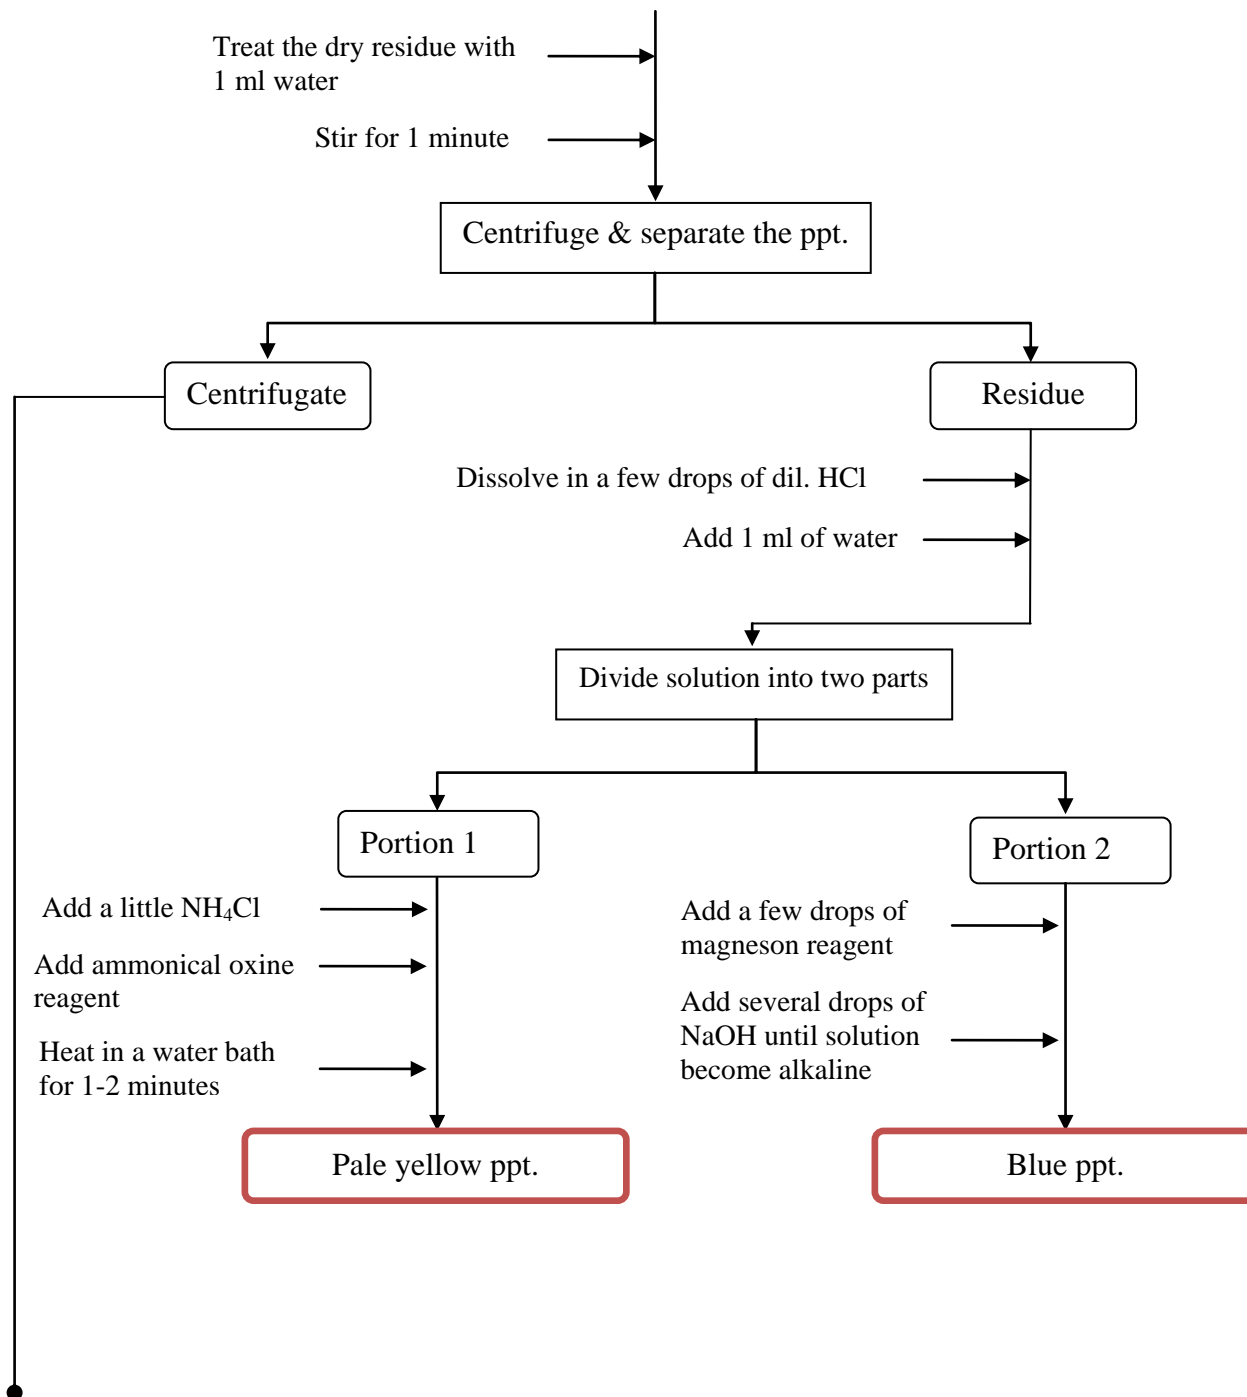 Treat the dry residue with
1 ml water
Stir for 1 minute
Centrifuge & separate the ppt.
Centrifugate
Residue
Dissolve in a few drops of dil. HCl
Add 1 ml of water
Divide solution into two parts
Portion 1
Portion 2
Add a little NH₄Cl
Add ammonical oxine
reagent
Heat in a water bath
for 1-2 minutes
Add a few drops of
magneson reagent
Add several drops of
NaOH until solution
become alkaline
Pale yellow ppt.
Blue ppt.